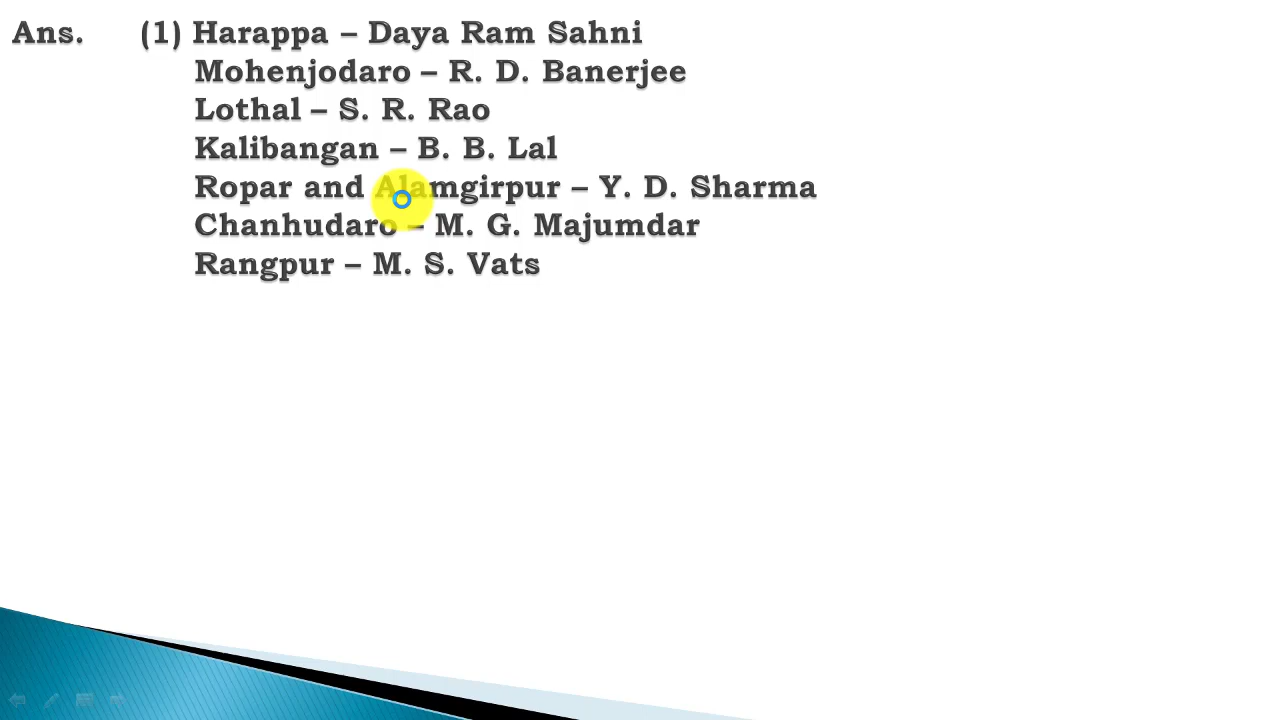 Ans. (1) Harappa – Daya Ram Sahni
Mohenjodaro – R. D. Banerjee
Lothal – S. R. Rao
Kalibangan – B. B. Lal
Ropar and Alamgirpur – Y. D. Sharma
Chanhudaro – M. G. Majumdar
Rangpur – M. S. Vats